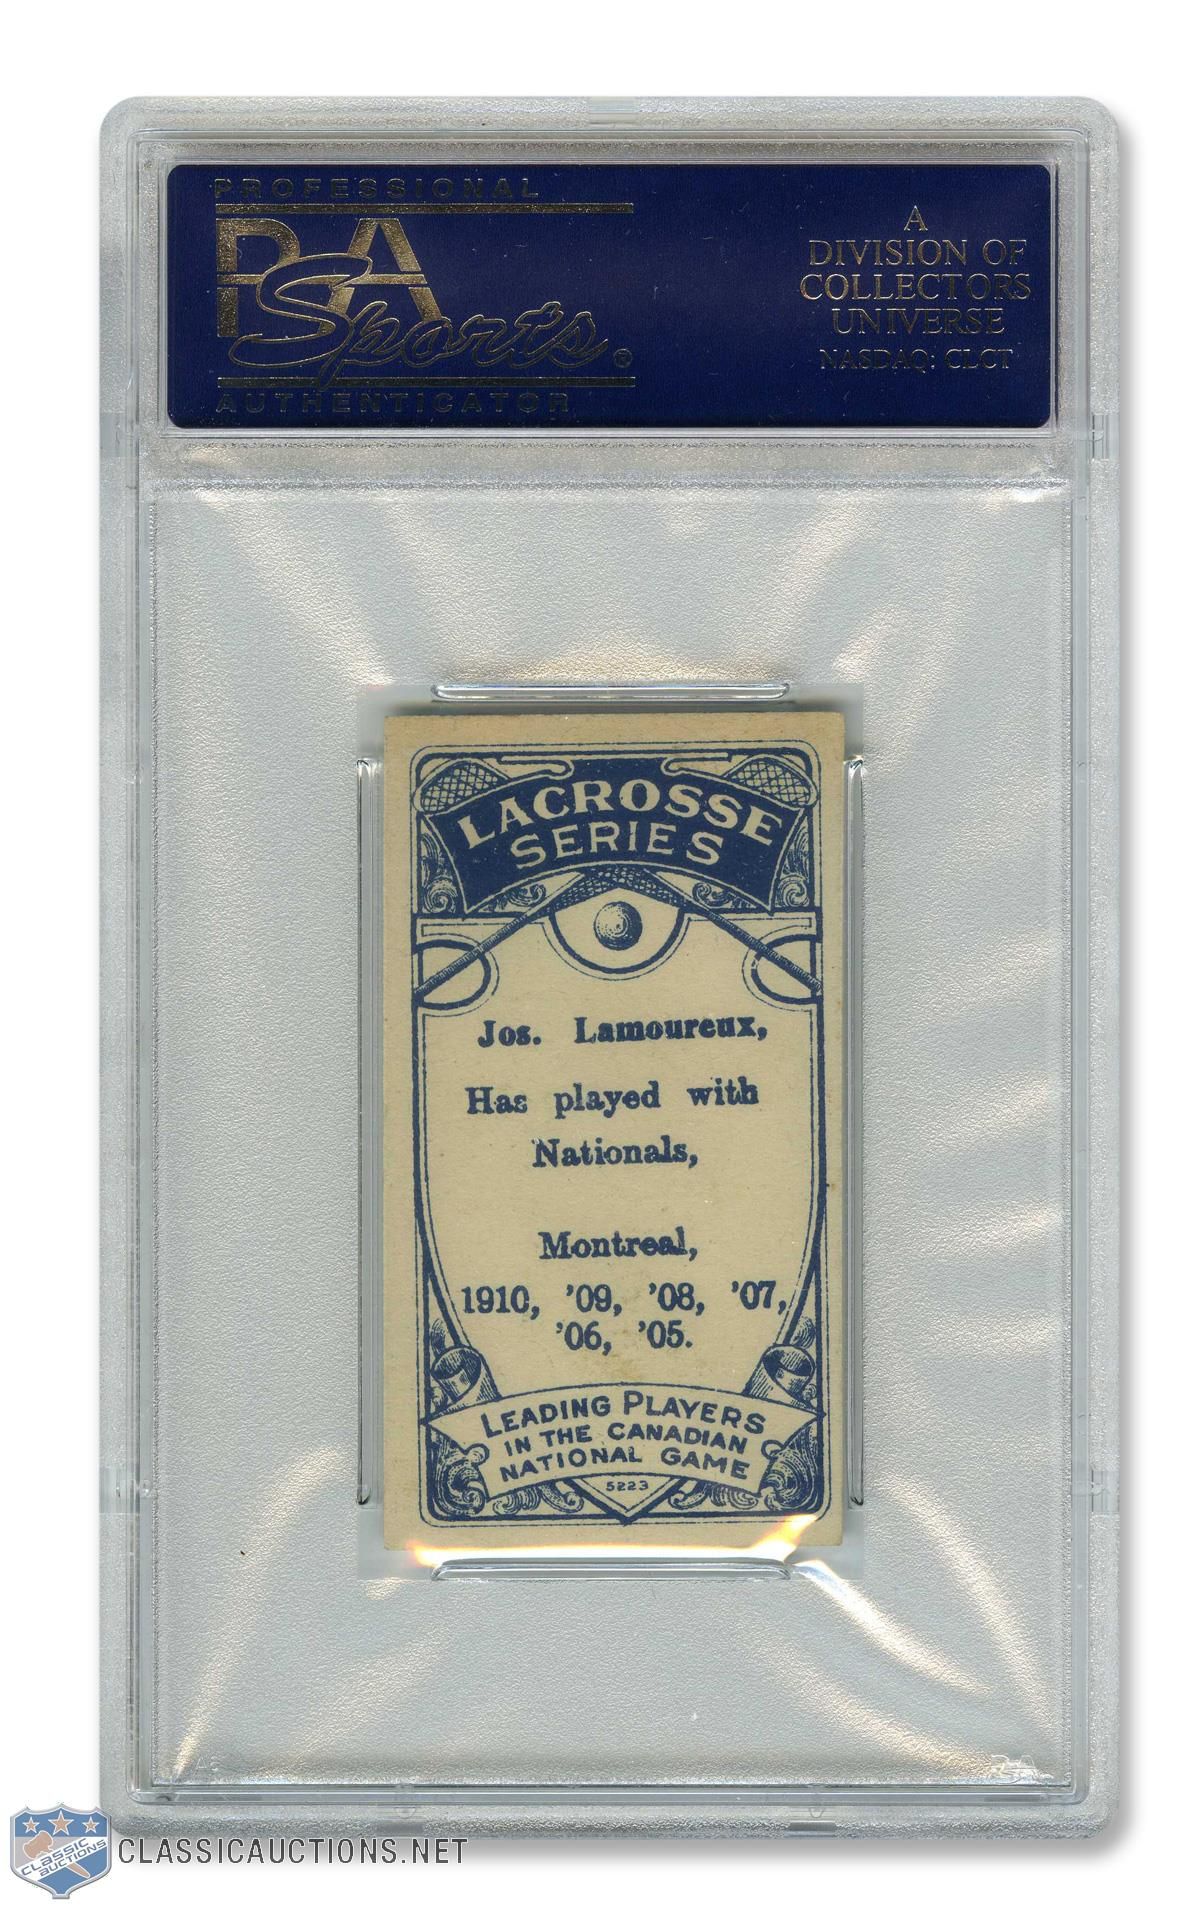 PROFESSIONAL
PSA
Sports®
AUTHENTICATOR
A
DIVISION OF
COLLECTORS
UNIVERSE
NASDAQ: CLCT
LACROSSE
SERIES
Jos. Lamoureux,
Has played with
Nationals,
Montreal,
1910, '09, '08, '07,
'06, '05.
LEADING PLAYERS
IN THE CANADIAN
NATIONAL GAME
5223
PSA
CLASSIC
AUCTIONS
CLASSICAUCTIONS.NET